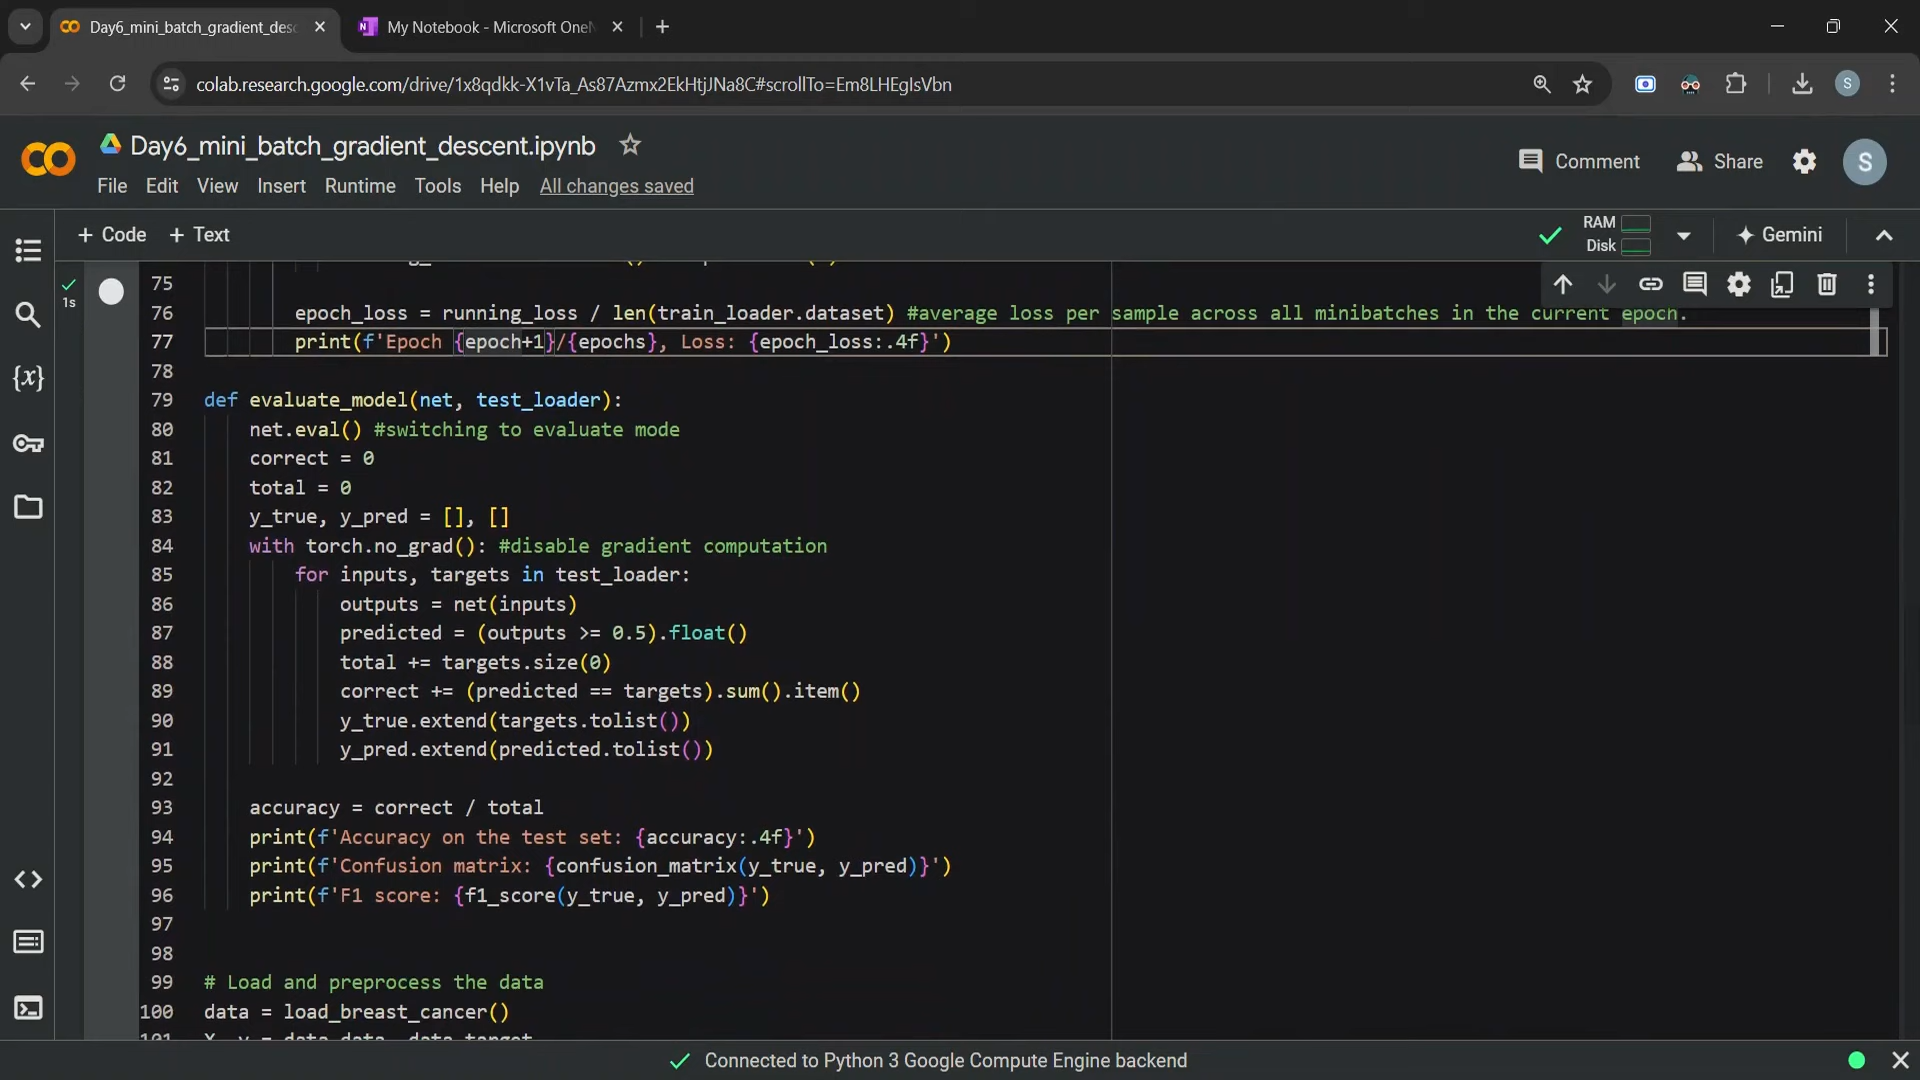 Day6_mini_batch_gradient_desc
My Notebook - Microsoft OneN
colab.research.google.com/drive/1x8qdkk-X1vTa_As87Azmx2EkHtjJNa8C#scrollTo=Em8LHEgIsVbn
S
CO
Day6_mini_batch_gradient_descent.ipynb
Comment
Share
S
File Edit View Insert Runtime Tools Help All changes saved
+ Code + Text
RAM
Disk
Gemini
1s
75
76 epoch_loss = running_loss / len(train_loader.dataset) #average loss per sample across all minibatches in the current epoch.
77 print(f'Epoch {epoch+1}/{epochs}, Loss: {epoch_loss:.4f}')
78
79 def evaluate_model(net, test_loader):
80 net.eval() #switching to evaluate mode
81 correct = 0
82 total = 0
83 y_true, y_pred = [], []
84 with torch.no_grad(): #disable gradient computation
85 for inputs, targets in test_loader:
86 outputs = net(inputs)
87 predicted = (outputs >= 0.5).float()
88 total += targets.size(0)
89 correct += (predicted == targets).sum().item()
90 y_true.extend(targets.tolist())
91 y_pred.extend(predicted.tolist())
92
93 accuracy = correct / total
94 print(f'Accuracy on the test set: {accuracy:.4f}')
95 print(f'Confusion matrix: {confusion_matrix(y_true, y_pred)}')
96 print(f'F1 score: {f1_score(y_true, y_pred)}')
97
98
99 # Load and preprocess the data
100 data = load_breast_cancer()
101 X, y = data.data, data.target
Connected to Python 3 Google Compute Engine backend